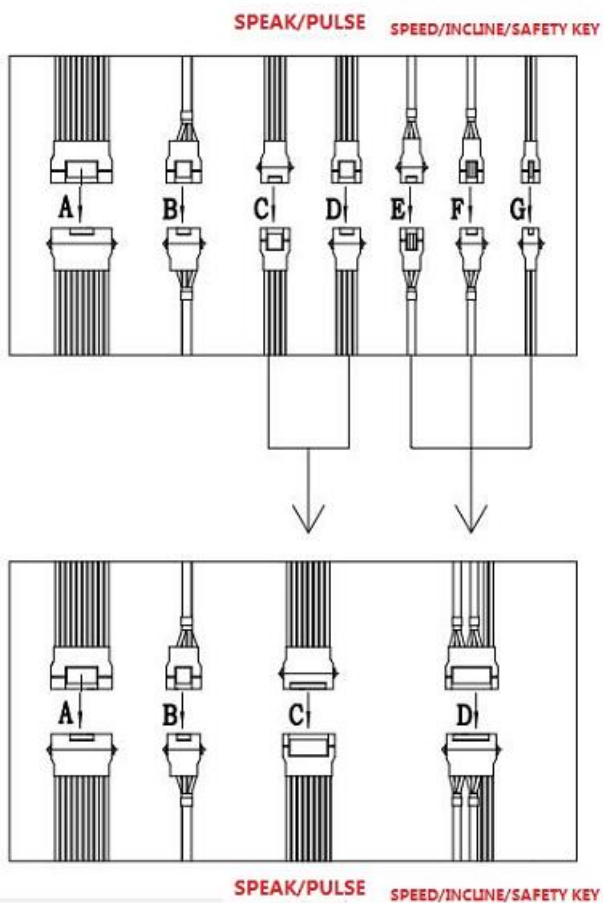 SPEAK/PULSE SPEED/INCLINE/SAFETY KEY
A B C D E F G
A B C D
SPEAK/PULSE SPEED/INCLINE/SAFETY KEY